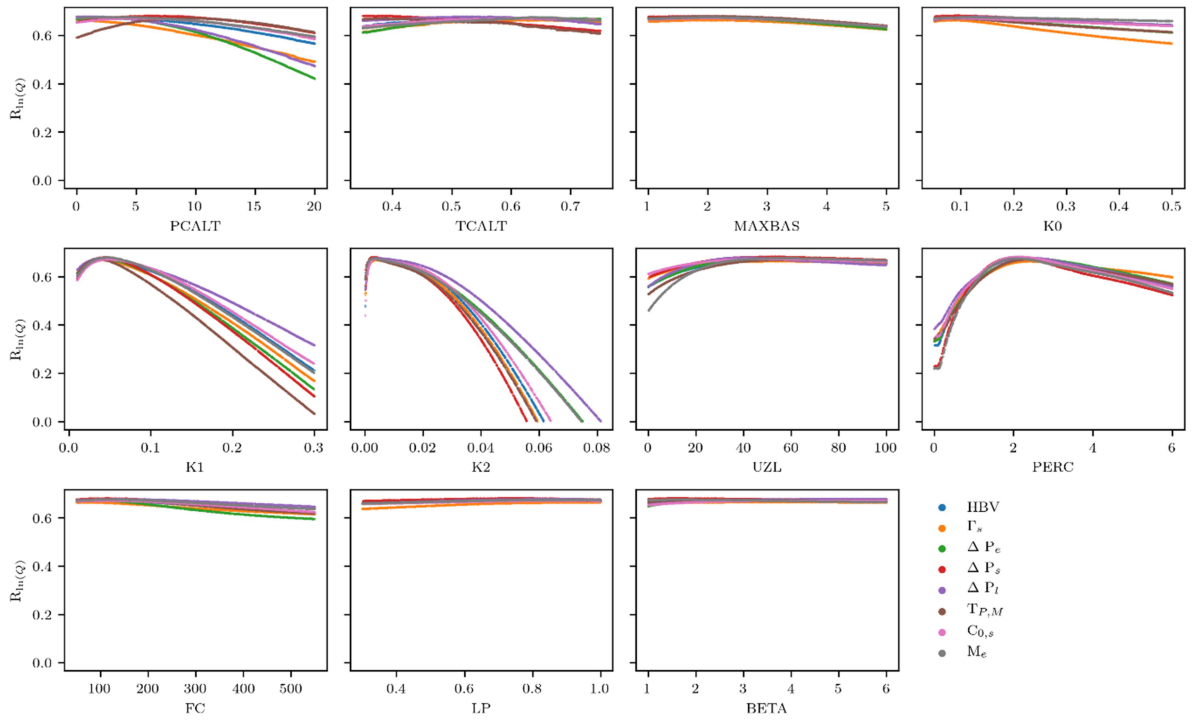 R_ln(Q)
0.6
0.4
0.2
0.0
0 5 10 15 20
PCALT
0.4 0.5 0.6 0.7
TCALT
1 2 3 4 5
MAXBAS
0.1 0.2 0.3 0.4 0.5
K0
R_ln(Q)
0.6
0.4
0.2
0.0
0.0 0.1 0.2 0.3
K1
0.00 0.02 0.04 0.06 0.08
K2
0 20 40 60 80 100
UZL
0 2 4 6
PERC
R_ln(Q)
0.6
0.4
0.2
0.0
100 200 300 400 500
FC
0.4 0.6 0.8 1.0
LP
1 2 3 4 5 6
BETA
HBV
Γ_s
Δ P_e
Δ P_s
Δ P_l
T_P,M
C_0,s
M_e